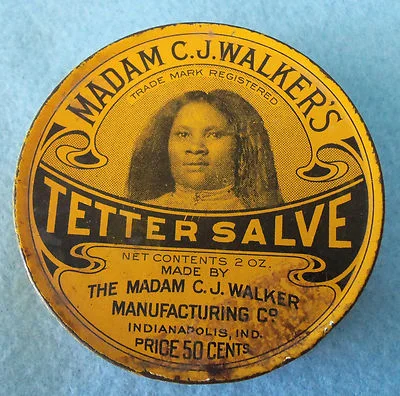 MADAM C.J. WALKER'S
TRADE MARK REGISTERED
TETTER SALVE
NET CONTENTS 2 OZ.
MADE BY
THE MADAM C.J. WALKER
MANUFACTURING Co
INDIANAPOLIS, IND.
PRICE 50 CENTS